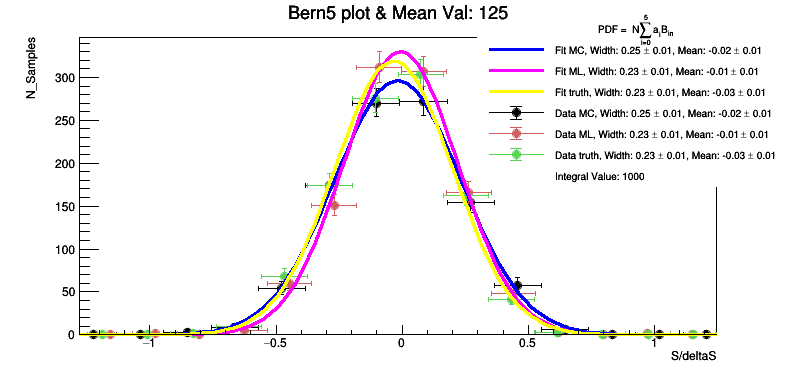 Bern5 plot & Mean Val: 125
N_Samples
300
250
200
150
100
50
0
−1 −0.5 0 0.5 1
S/deltaS
5
PDF = N∑aᵢBᵢₙ
i=0
Fit MC, Width: 0.25 ± 0.01, Mean: -0.02 ± 0.01
Fit ML, Width: 0.23 ± 0.01, Mean: -0.01 ± 0.01
Fit truth, Width: 0.23 ± 0.01, Mean: -0.03 ± 0.01
Data MC, Width: 0.25 ± 0.01, Mean: -0.02 ± 0.01
Data ML, Width: 0.23 ± 0.01, Mean: -0.01 ± 0.01
Data truth, Width: 0.23 ± 0.01, Mean: -0.03 ± 0.01
Integral Value: 1000